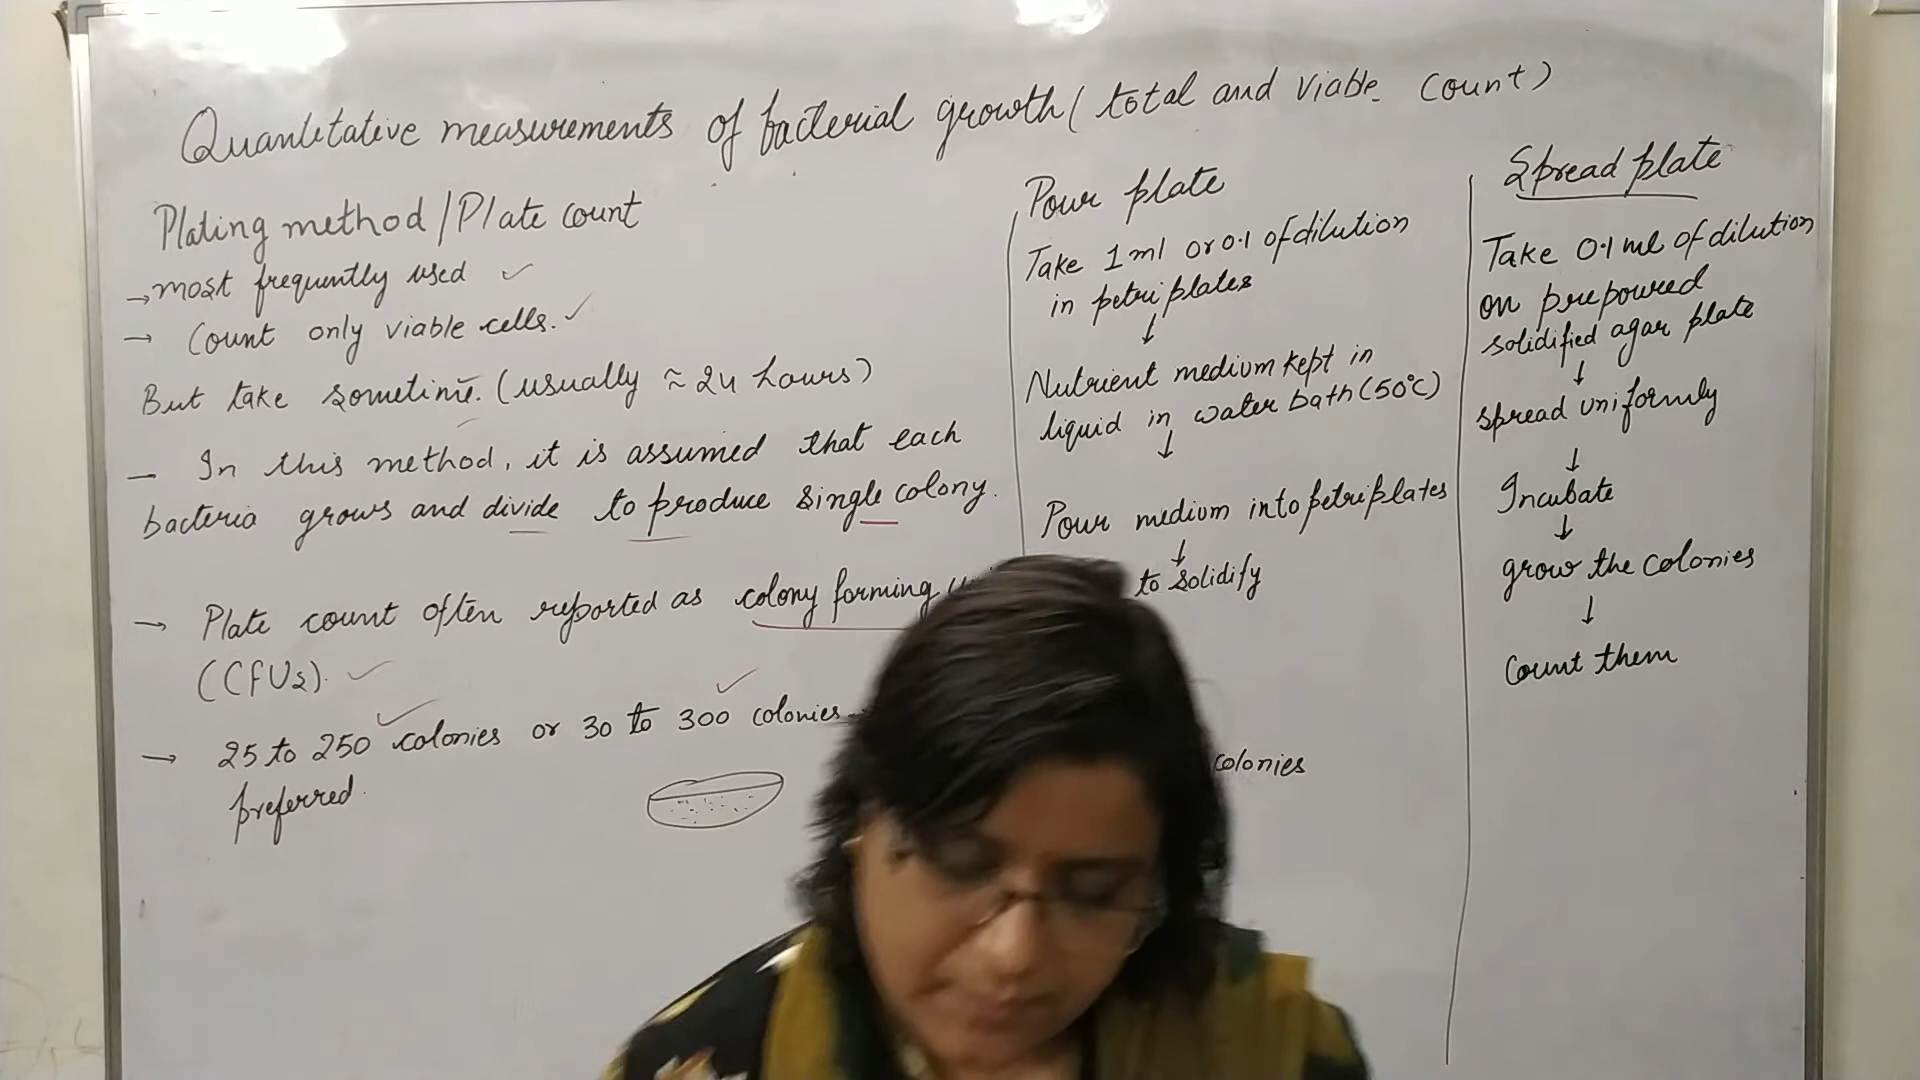 Quantitative measurements of bacterial growth (total and viable count)
Plating method / Plate count
→ most frequently used ✓
→ Count only viable cells. ✓
But take sometime. (usually ≈ 24 hours)
– In this method, it is assumed that each
bacteria grows and divide to produce single colony.
→ Plate count often reported as colony forming
(CFUs). ✓
→ 25 to 250 colonies or 30 to 300 colonies
preferred.
Pour plate
Take 1 ml or 0.1 of dilution
in petriplates
↓
Nutrient medium kept in
liquid in water bath (50°C)
↓
Pour medium into petriplates
↓
to solidify
colonies
Spread plate
Take 0.1 ml of dilution
on prepoured
solidified agar plate
↓
spread uniformly
↓
Incubate
↓
grow the colonies
↓
Count them